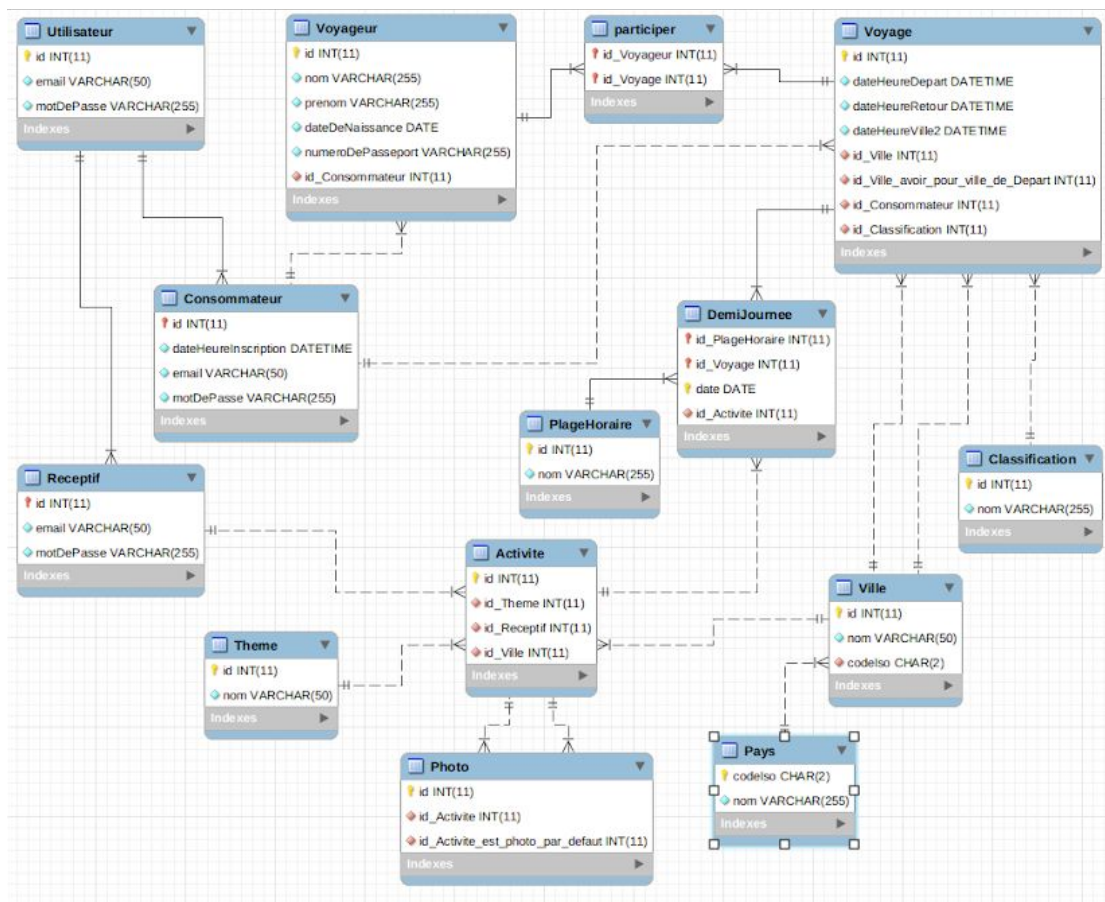 Utilisateur
id INT(11)
email VARCHAR(50)
motDePasse VARCHAR(255)
Indexes
Voyageur
id INT(11)
nom VARCHAR(255)
prenom VARCHAR(255)
dateDeNaissance DATE
numeroDePasseport VARCHAR(255)
id_Consommateur INT(11)
Indexes
participer
id_Voyageur INT(11)
id_Voyage INT(11)
Indexes
Voyage
id INT(11)
dateHeureDepart DATETIME
dateHeureRetour DATETIME
dateHeureVille2 DATETIME
id_Ville INT(11)
id_Ville_avoir_pour_ville_de_Depart INT(11)
id_Consommateur INT(11)
id_Classification INT(11)
Indexes
Consommateur
id INT(11)
dateHeureInscription DATETIME
email VARCHAR(50)
motDePasse VARCHAR(255)
Indexes
DemiJournee
id_PlageHoraire INT(11)
id_Voyage INT(11)
date DATE
id_Activite INT(11)
Indexes
PlageHoraire
id INT(11)
nom VARCHAR(255)
Indexes
Classification
id INT(11)
nom VARCHAR(255)
Indexes
Receptif
id INT(11)
email VARCHAR(50)
motDePasse VARCHAR(255)
Indexes
Activite
id INT(11)
id_Theme INT(11)
id_Receptif INT(11)
id_Ville INT(11)
Indexes
Ville
id INT(11)
nom VARCHAR(50)
codeIso CHAR(2)
Indexes
Theme
id INT(11)
nom VARCHAR(50)
Indexes
Photo
id INT(11)
id_Activite INT(11)
id_Activite_est_photo_par_defaut INT(11)
Indexes
Pays
codeIso CHAR(2)
nom VARCHAR(255)
Indexes